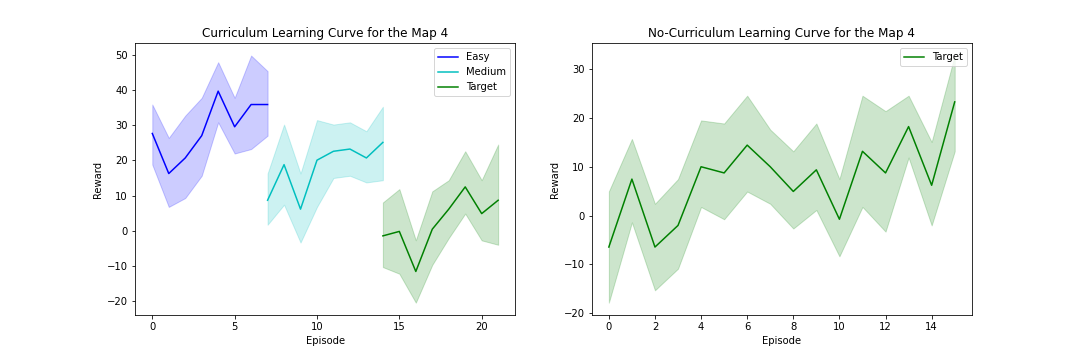 Curriculum Learning Curve for the Map 4
Reward
50
40
30
20
10
0
−10
−20
Easy
Medium
Target
0
5
10
15
20
Episode
No-Curriculum Learning Curve for the Map 4
Reward
30
20
10
0
−10
−20
Target
0
2
4
6
8
10
12
14
Episode